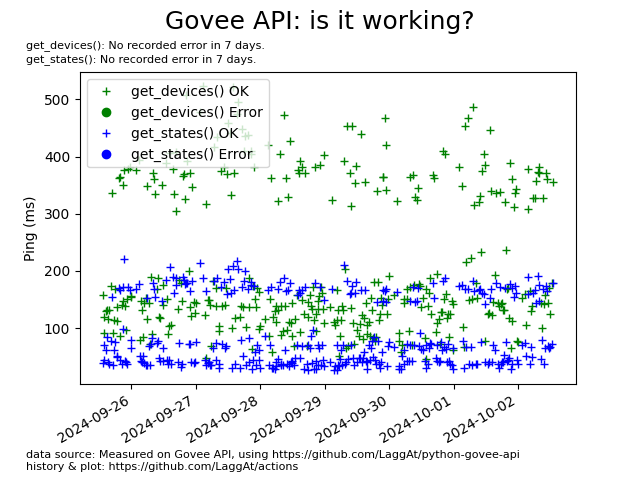 Govee API: is it working?
get_devices(): No recorded error in 7 days.
get_states(): No recorded error in 7 days.
500
400
300
200
100
Ping (ms)
get_devices() OK
get_devices() Error
get_states() OK
get_states() Error
2024-09-26
2024-09-27
2024-09-28
2024-09-29
2024-09-30
2024-10-01
2024-10-02
data source: Measured on Govee API, using https://github.com/LaggAt/python-govee-api
history & plot: https://github.com/LaggAt/actions